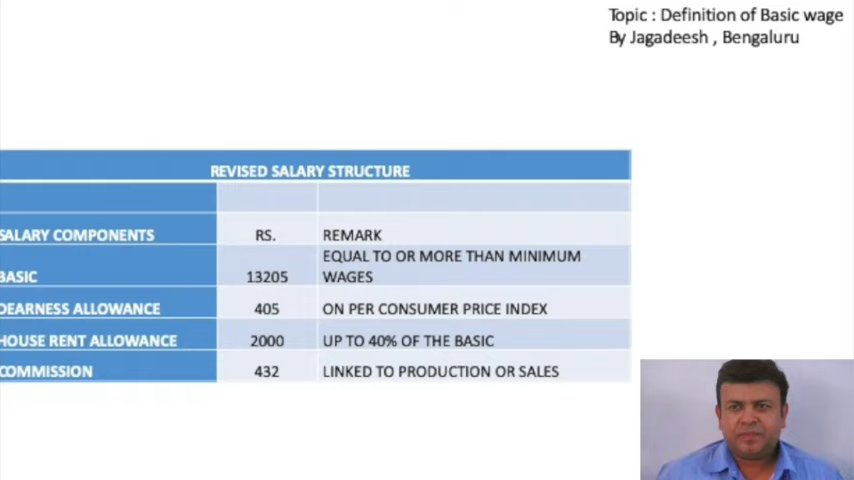 Topic : Definition of Basic wage
By Jagadeesh , Bengaluru
REVISED SALARY STRUCTURE
SALARY COMPONENTS RS. REMARK
BASIC 13205 EQUAL TO OR MORE THAN MINIMUM
WAGES
DEARNESS ALLOWANCE 405 ON PER CONSUMER PRICE INDEX
HOUSE RENT ALLOWANCE 2000 UP TO 40% OF THE BASIC
COMMISSION 432 LINKED TO PRODUCTION OR SALES